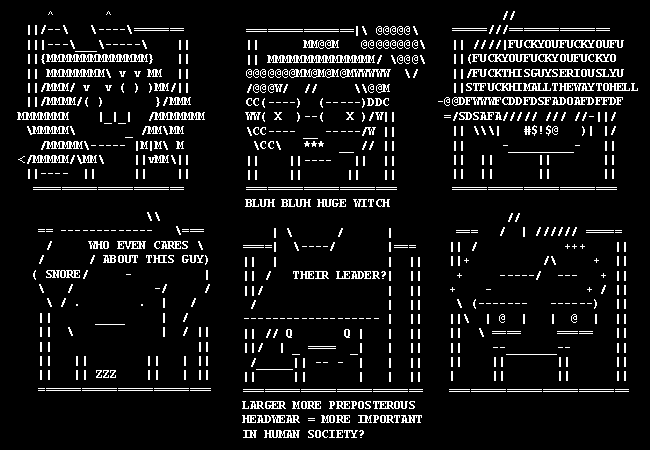 FUCKYOUFUCKYOUFU
(FUCKYOUFUCKYO
/FUCKTHISGUYSERIOUSLYU
STFUCKHIMALLTHEWAYTOHELL
#$!$@
BLUH BLUH HUGE WITCH
WHO EVEN CARES
ABOUT THIS GUY)
( SNORE/
ZZZ
THEIR LEADER?
LARGER MORE PREPOSTEROUS
HEADWEAR = MORE IMPORTANT
IN HUMAN SOCIETY?